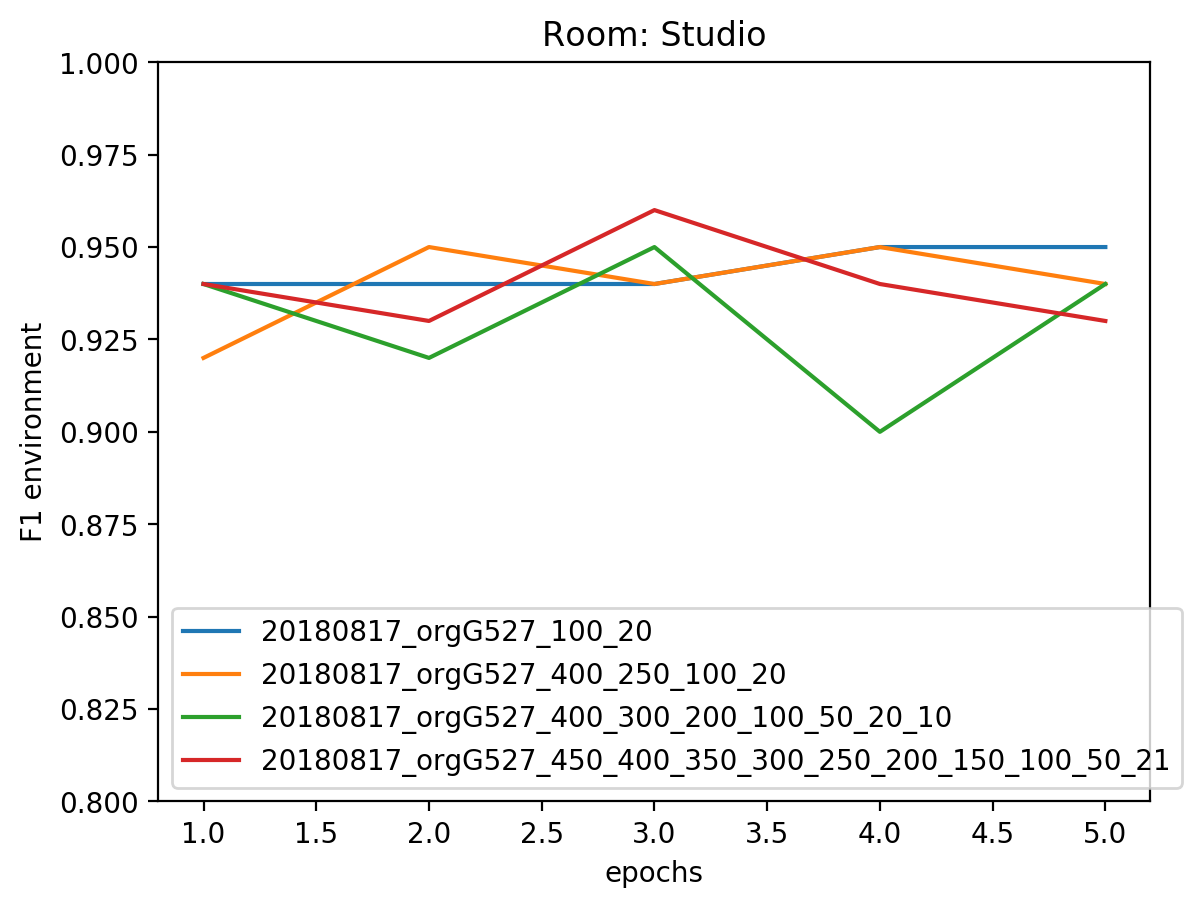 Room: Studio
1.000
0.975
0.950
0.925
0.900
0.875
0.850
0.825
0.800
F1 environment
20180817_orgG527_100_20
20180817_orgG527_400_250_100_20
20180817_orgG527_400_300_200_100_50_20_10
20180817_orgG527_450_400_350_300_250_200_150_100_50_21
1.0 1.5 2.0 2.5 3.0 3.5 4.0 4.5 5.0
epochs